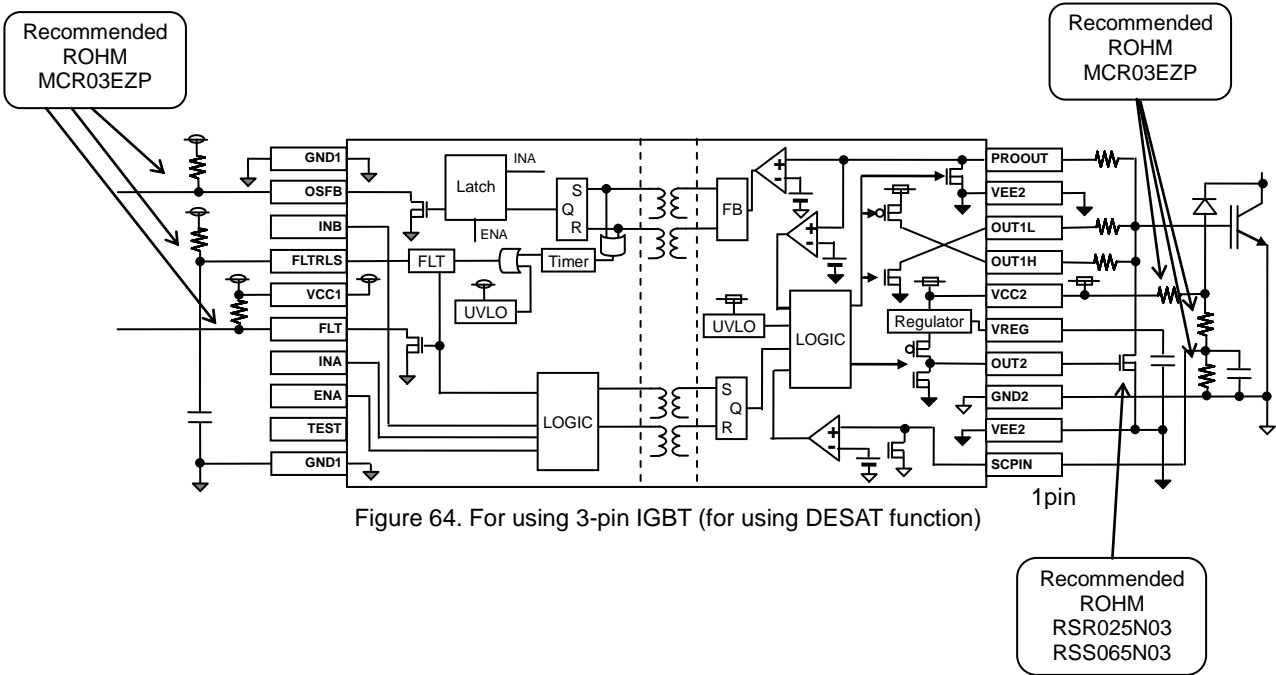 Recommended
ROHM
MCR03EZP
Recommended
ROHM
MCR03EZP
GND1
OSFB
INB
FLTRLS
VCC1
FLT
INA
ENA
TEST
GND1
INA
Latch
ENA
S
Q
R
FLT
Timer
UVLO
LOGIC
FB
+
-
+
-
UVLO
LOGIC
Regulator
S
Q
R
+
-
PROOUT
VEE2
OUT1L
OUT1H
VCC2
VREG
OUT2
GND2
VEE2
SCPIN
1pin
Figure 64. For using 3-pin IGBT (for using DESAT function)
Recommended
ROHM
RSR025N03
RSS065N03